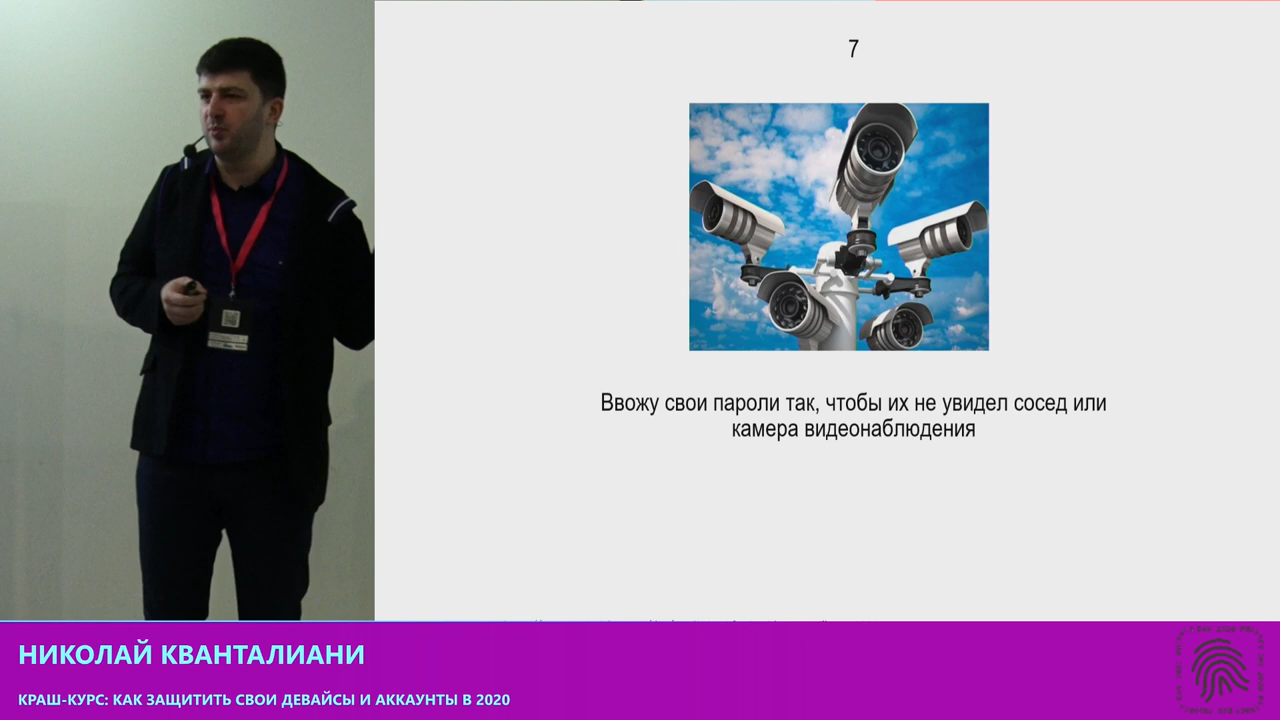 7
Ввожу свои пароли так, чтобы их не увидел сосед или
камера видеонаблюдения
НИКОЛАЙ КВАНТАЛИАНИ
КРАШ-КУРС: КАК ЗАЩИТИТЬ СВОИ ДЕВАЙСЫ И АККАУНТЫ В 2020